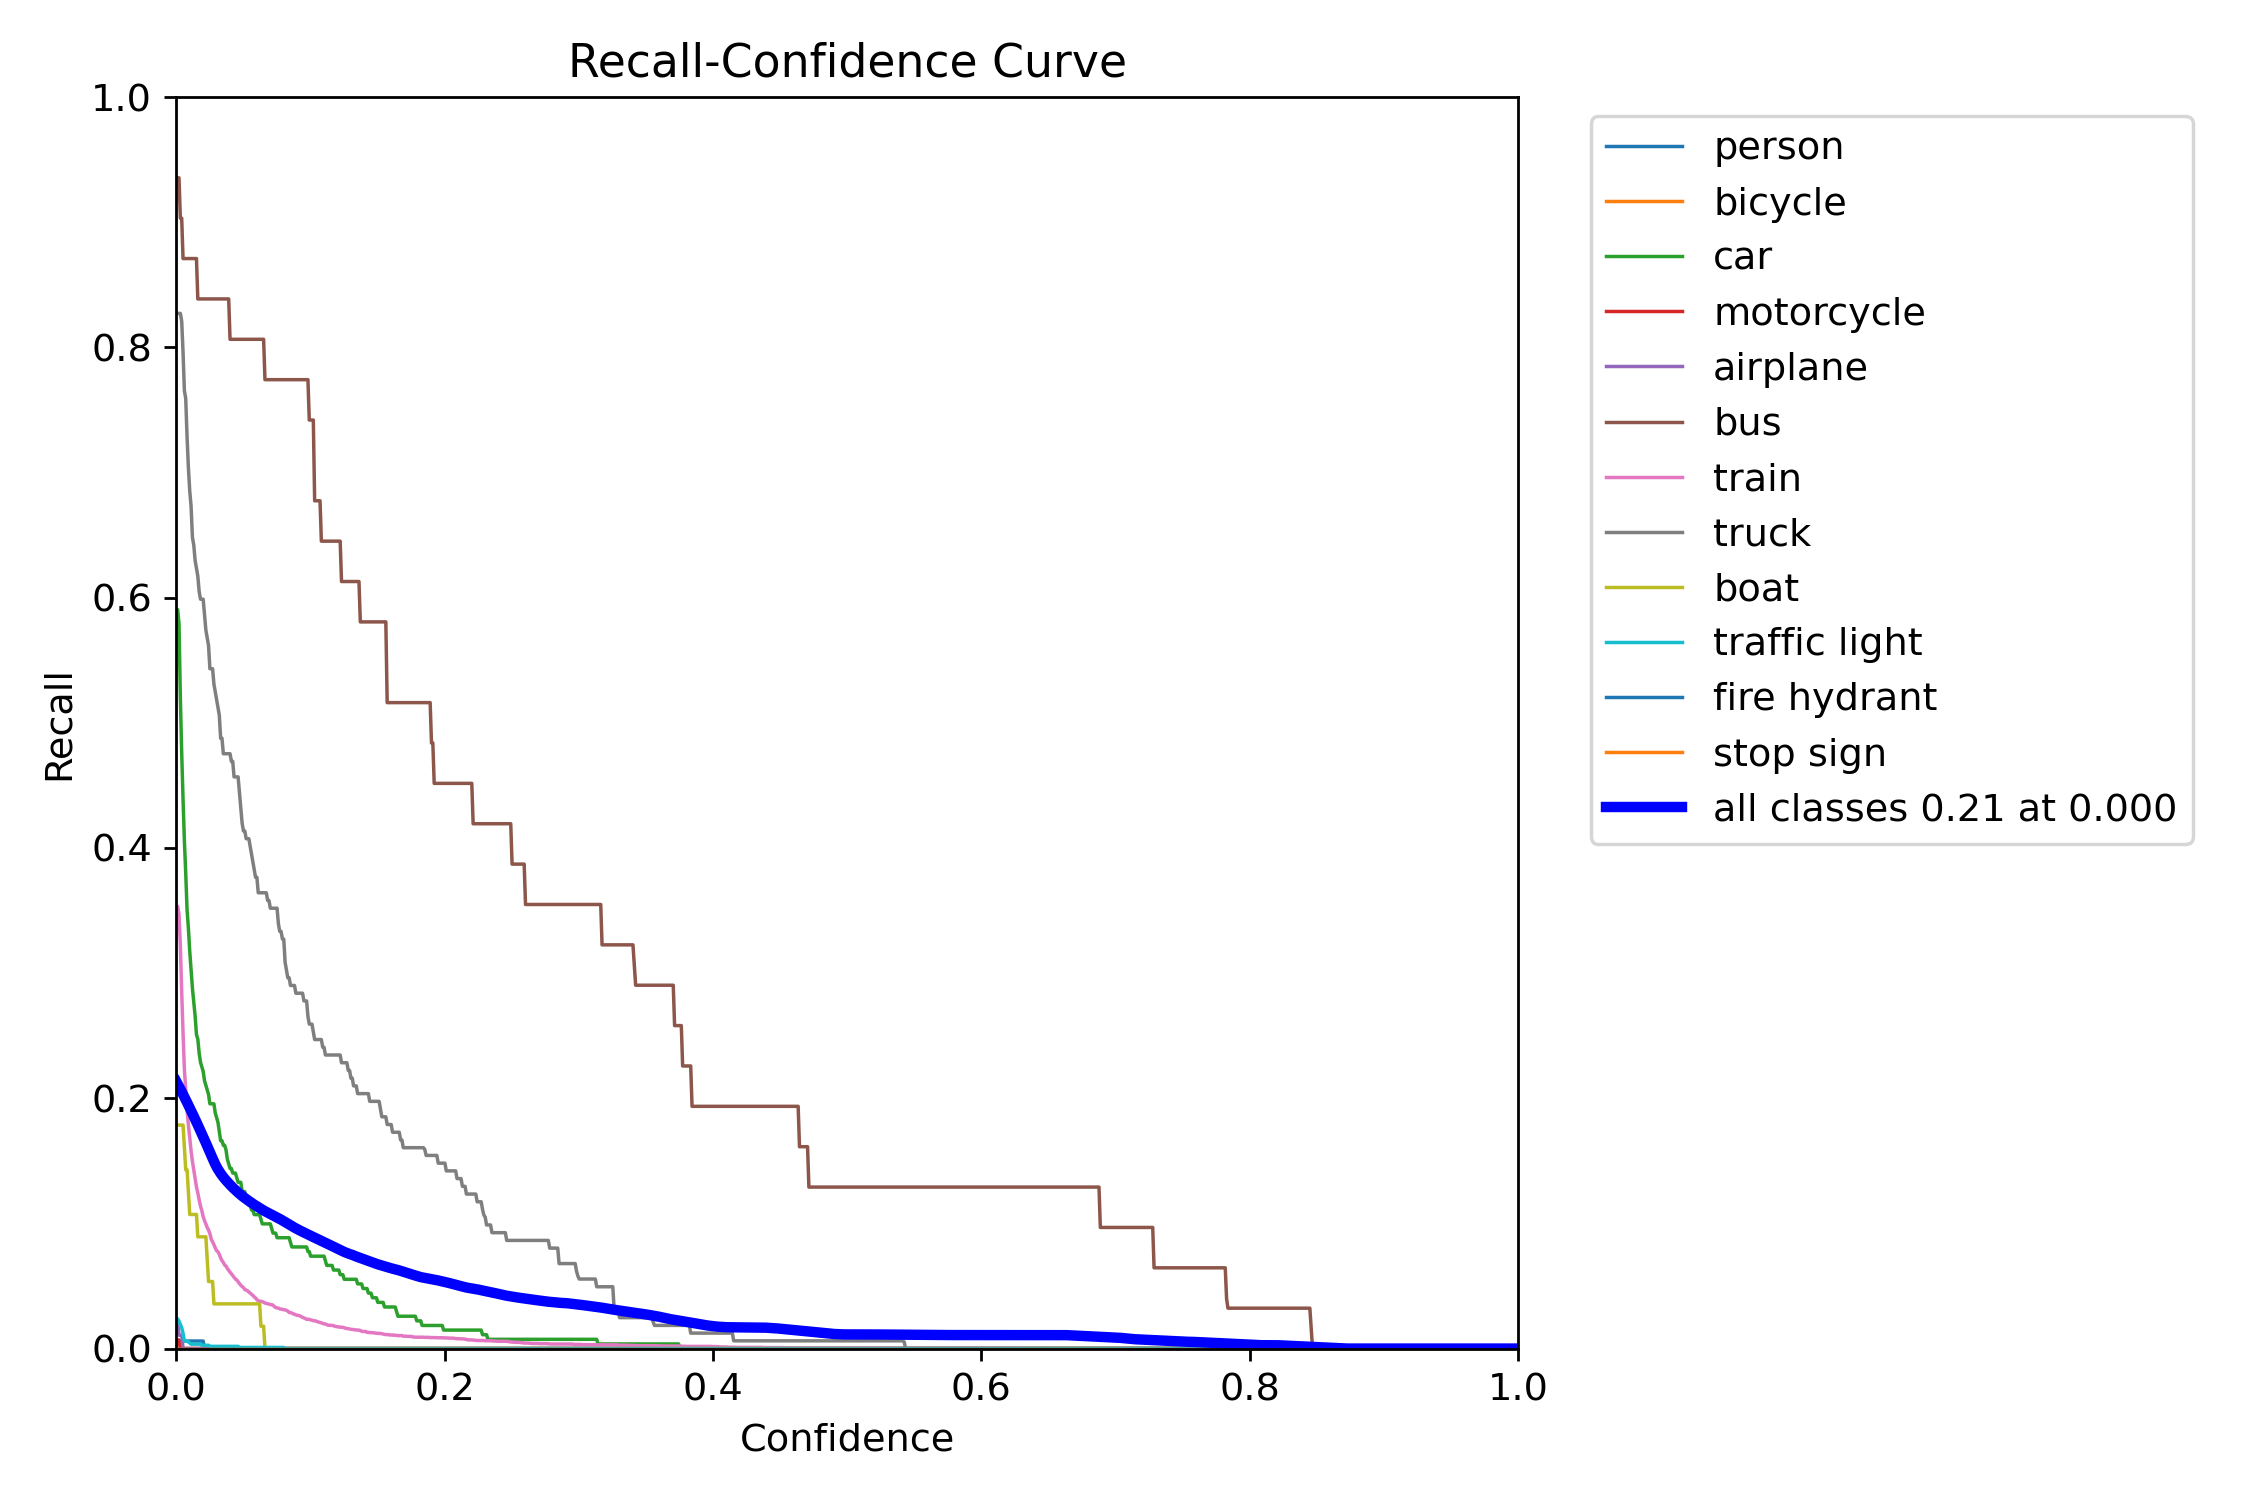 Recall-Confidence Curve
1.0
0.8
0.6
0.4
0.2
0.0
Recall
0.0 0.2 0.4 0.6 0.8 1.0
Confidence
person
bicycle
car
motorcycle
airplane
bus
train
truck
boat
traffic light
fire hydrant
stop sign
all classes 0.21 at 0.000